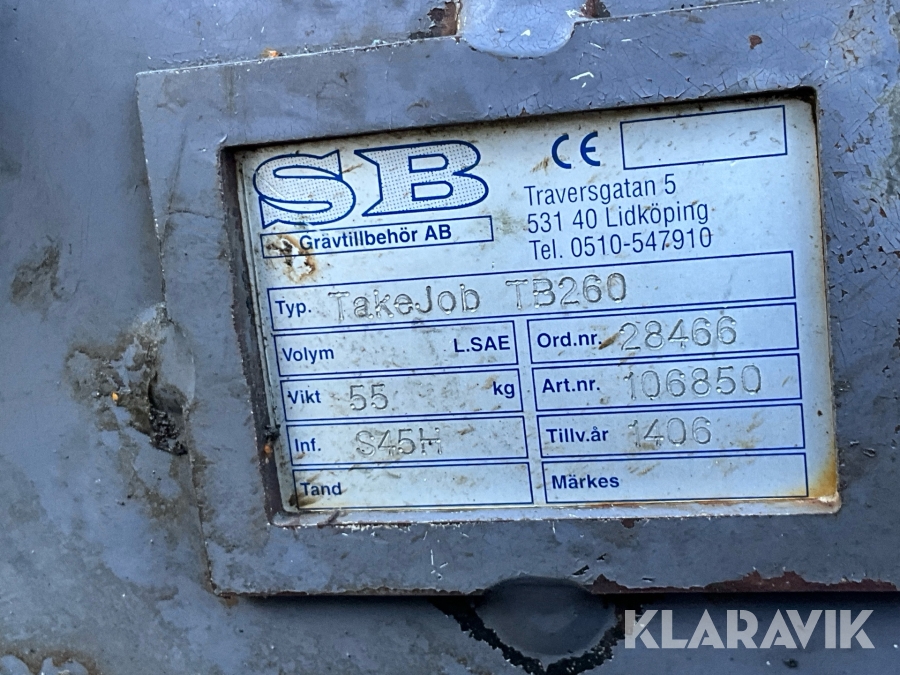 SB
Grävtillbehör AB
CE
Traversgatan 5
531 40 Lidköping
Tel. 0510-547910
Typ. TakeJob TB260
Volym L.SAE
Ord.nr. 28466
Vikt 55 kg
Art.nr. 106850
Inf. S45H
Tillv.år 1406
Tand
Märkes
KLARAVIK